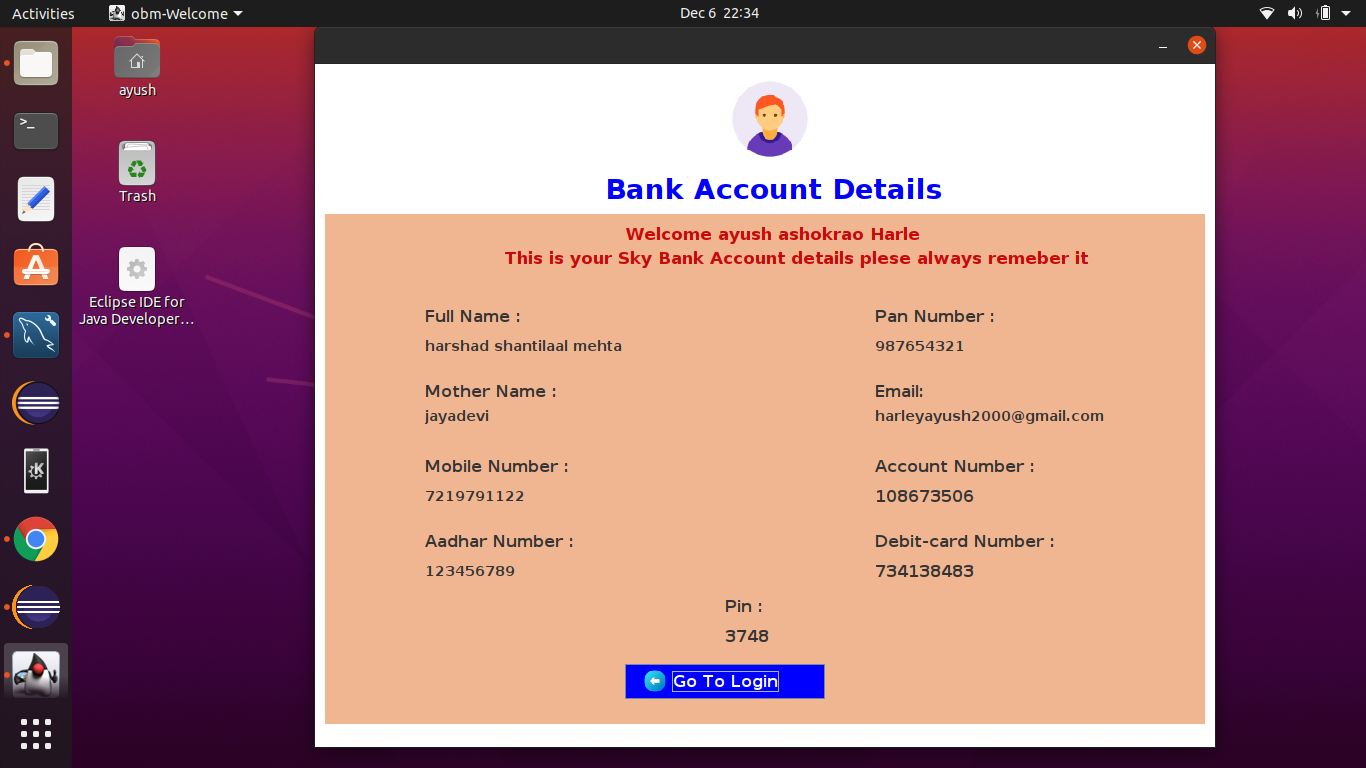 Activities
obm-Welcome
Dec 6 22:34
ayush
Trash
Eclipse IDE for
Java Developer…
>_
Bank Account Details
Welcome ayush ashokrao Harle
This is your Sky Bank Account details plese always remeber it
Full Name :
harshad shantilaal mehta
Pan Number :
987654321
Mother Name :
jayadevi
Email:
harleyayush2000@gmail.com
Mobile Number :
7219791122
Account Number :
108673506
Aadhar Number :
123456789
Debit-card Number :
734138483
Pin :
3748
Go To Login